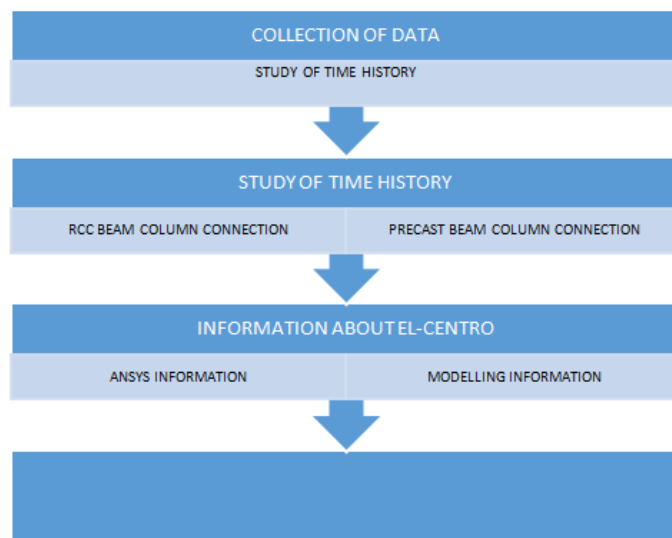 COLLECTION OF DATA
STUDY OF TIME HISTORY
STUDY OF TIME HISTORY
RCC BEAM COLUMN CONNECTION
PRECAST BEAM COLUMN CONNECTION
INFORMATION ABOUT EL-CENTRO
ANSYS INFORMATION
MODELLING INFORMATION